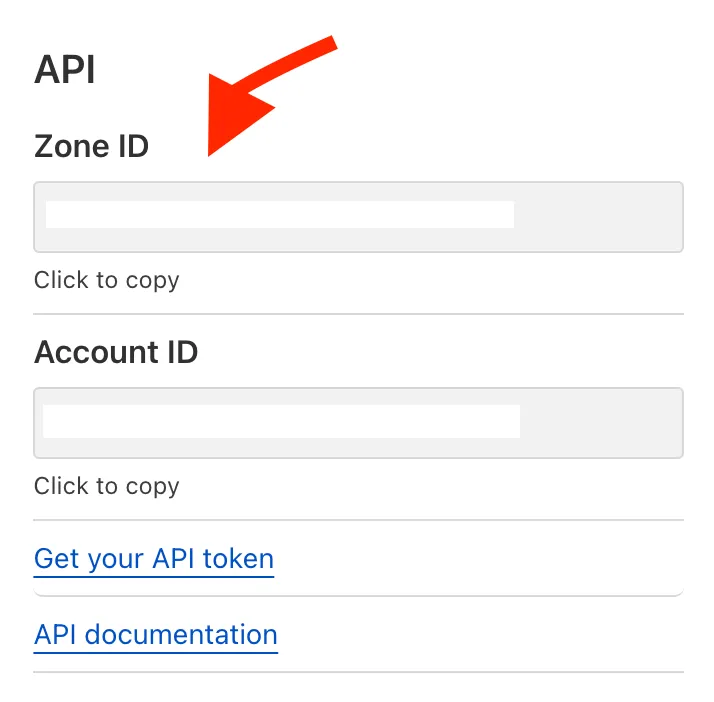 API
Zone ID
Click to copy
Account ID
Click to copy
Get your API token
API documentation